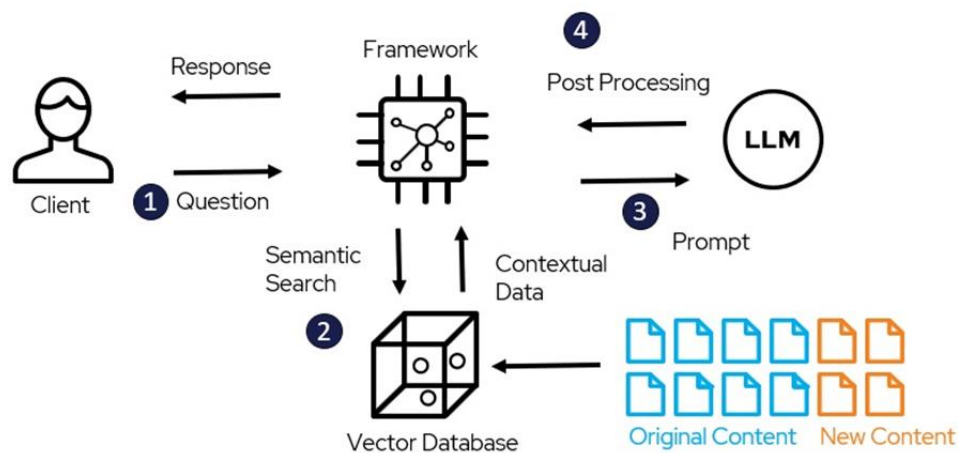 4
Framework
Response
Post Processing
LLM
Client
1 Question
3
Prompt
Semantic
Search
Contextual
Data
2
Vector Database
Original Content
New Content